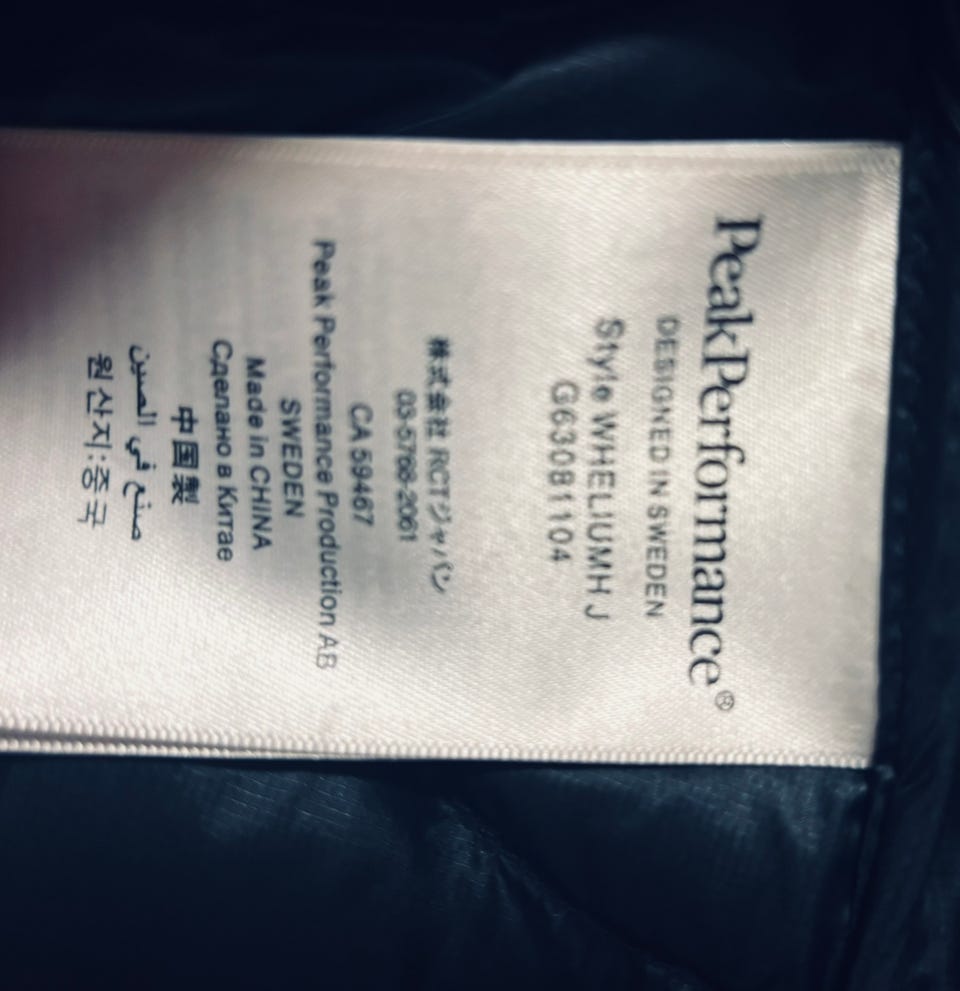 PeakPerformance®
DESIGNED IN SWEDEN
Style WHELIUMH J
G63081104
株式会社 RCTジャパン
03-5768-2061
CA 59467
Peak Performance Production AB
SWEDEN
Made in CHINA
Сделано в Китае
中国製
صنع في الصين
원산지:중국